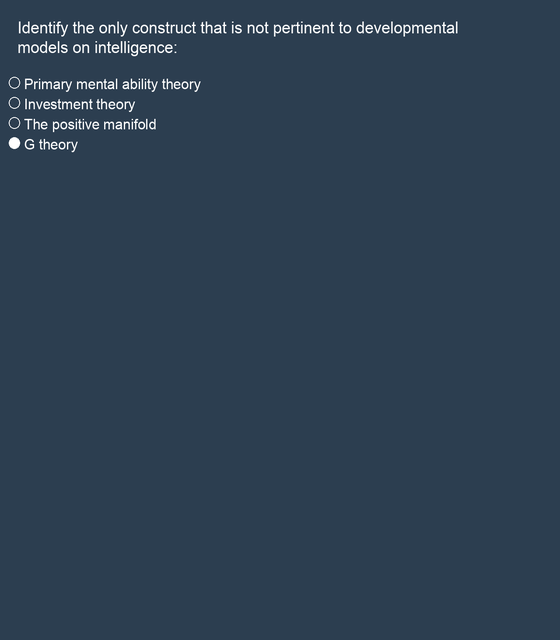 Identify the only construct that is not pertinent to developmental
models on intelligence:
Primary mental ability theory
Investment theory
The positive manifold
G theory